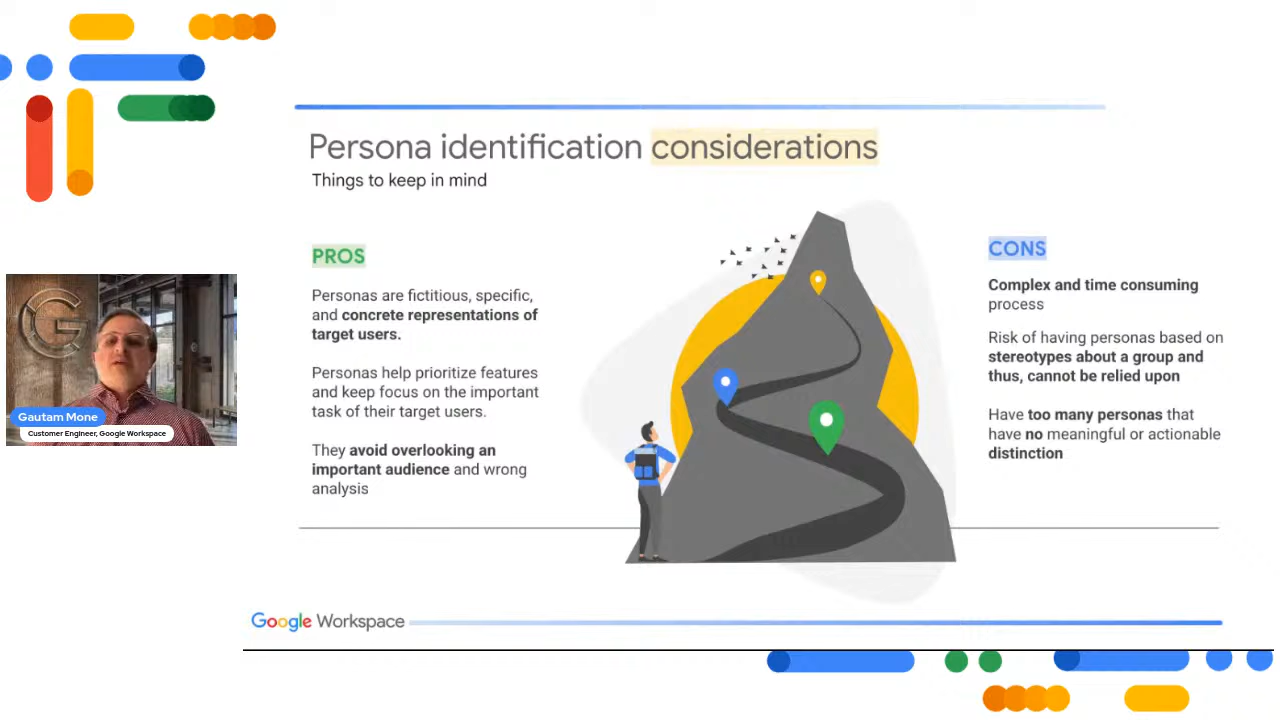 Persona identification considerations
Things to keep in mind
PROS
Personas are fictitious, specific,
and concrete representations of
target users.
Personas help prioritize features
and keep focus on the important
task of their target users.
They avoid overlooking an
important audience and wrong
analysis
CONS
Complex and time consuming
process
Risk of having personas based on
stereotypes about a group and
thus, cannot be relied upon
Have too many personas that
have no meaningful or actionable
distinction
G
Gautam Mone
Customer Engineer, Google Workspace
Google Workspace